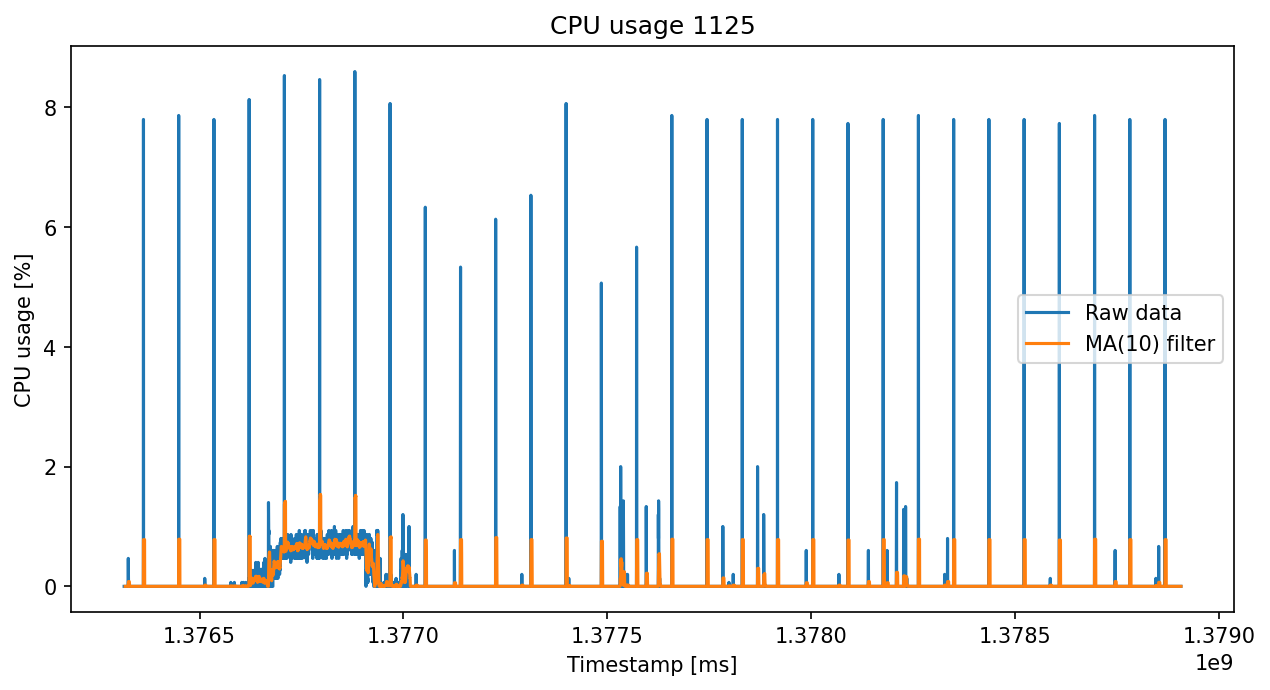 CPU usage 1125
8
6
4
2
0
CPU usage [%]
Raw data
MA(10) filter
1.3765 1.3770 1.3775 1.3780 1.3785 1.3790
1e9
Timestamp [ms]